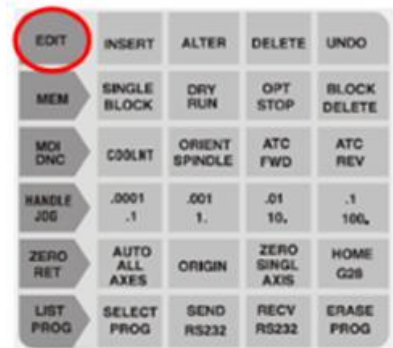 EDIT INSERT ALTER DELETE UNDO
MEM SINGLE BLOCK DRY RUN OPT STOP BLOCK DELETE
MDI DNC COOLNT ORIENT SPINDLE ATC FWD ATC REV
HANDLE JOG .0001 .1 .001 1. .01 10. .1 100.
ZERO RET AUTO ALL AXES ORIGIN ZERO SINGL AXIS HOME G28
LIST PROG SELECT PROG SEND RS232 RECV RS232 ERASE PROG